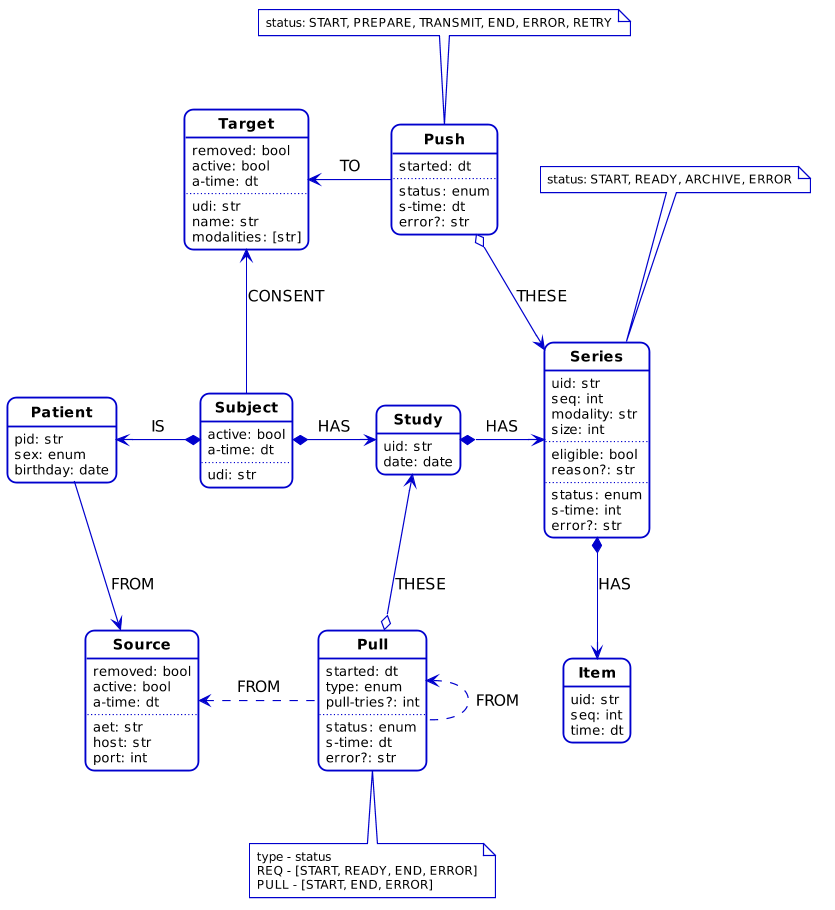 status: START, PREPARE, TRANSMIT, END, ERROR, RETRY
Target
removed: bool
active: bool
a-time: dt
udi: str
name: str
modalities: [str]
TO
Push
started: dt
status: enum
s-time: dt
error?: str
status: START, READY, ARCHIVE, ERROR
CONSENT
THESE
Patient
pid: str
sex: enum
birthday: date
IS
Subject
active: bool
a-time: dt
udi: str
HAS
Study
uid: str
date: date
HAS
Series
uid: str
seq: int
modality: str
size: int
eligible: bool
reason?: str
status: enum
s-time: int
error?: str
FROM
THESE
HAS
Source
removed: bool
active: bool
a-time: dt
aet: str
host: str
port: int
FROM
Pull
started: dt
type: enum
pull-tries?: int
status: enum
s-time: dt
error?: str
FROM
Item
uid: str
seq: int
time: dt
type - status
REQ - [START, READY, END, ERROR]
PULL - [START, END, ERROR]